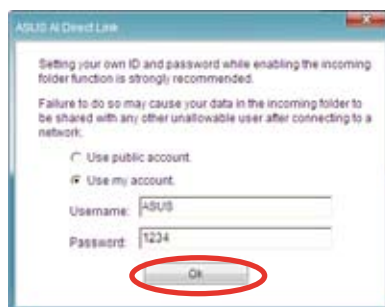 ASUS AI Direct Link
Setting your own ID and password while enabling the incoming
folder function is strongly recommended.
Failure to do so may cause your data in the incoming folder to
be shared with any other unallowable user after connecting to a
network.
Use public account.
Use my account.
Username: ASUS
Password: 1234
Ok